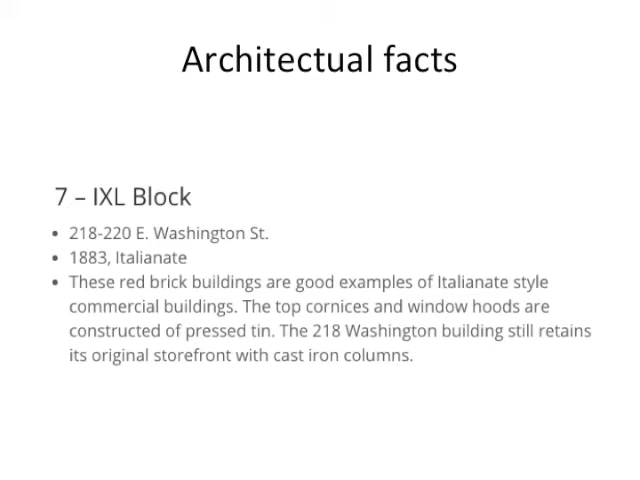 Architectual facts
7 – IXL Block
• 218-220 E. Washington St.
• 1883, Italianate
• These red brick buildings are good examples of Italianate style
commercial buildings. The top cornices and window hoods are
constructed of pressed tin. The 218 Washington building still retains
its original storefront with cast iron columns.